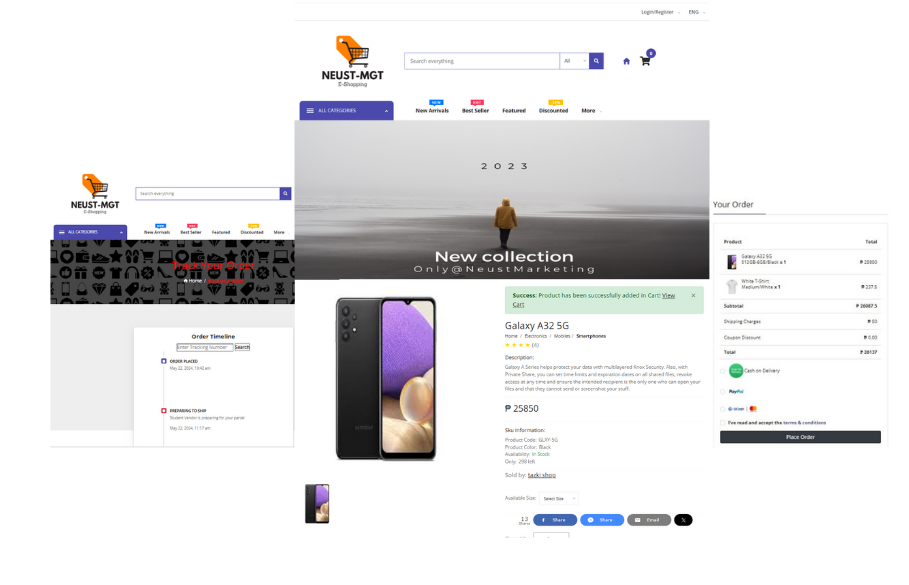 Login/Register
ENG
NEUST-MGT
E-Shopping
Search everything
All
0
ALL CATEGORIES
New Arrivals
Best Seller
Featured
Discounted
More
2023
New collection
Only@NeustMarketing
Success: Product has been successfully added in Cart! View
Cart
×
Galaxy A32 5G
Home / Electronics / Mobiles / Smartphones
Description:
Galaxy A Series helps protect your data with multilayered Knox Security. Also, with
Private Share, you can set time limits and expiration dates on all shared files, revoke
access at any time and ensure the intended recipient is the only one who can open your
files and that they cannot send or screenshot your stuff.
₱ 25850
Sku Information:
Product Code: GLXY-5G
Product Color: Black
Availability: In Stock
Only: 298 left
Sold by: tazki shop
Available Size:
Select Size
13
Shares
Share
Share
Email
X
NEUST-MGT
E-Shopping
Search everything
ALL CATEGORIES
New Arrivals
Best Seller
Featured
Discounted
More
Track Your Order
Home /
Order Timeline
Enter Tracking Number
Search
ORDER PLACED
May 22, 2024, 10:42 am
PREPARING TO SHIP
Student Vendor is preparing for your parcel
May 22, 2024, 11:17 am
Your Order
Product
Total
Galaxy A32 5G
512GB-6GB/Black x 1
₱ 25850
White T-Shirt
Medium/White x 1
₱ 237.5
Subtotal
₱ 26087.5
Shipping Charges
₱ 50
Coupon Discount
₱ 0.00
Total
₱ 26137
Cash on Delivery
PayPal
I've read and accept the terms & conditions
Place Order